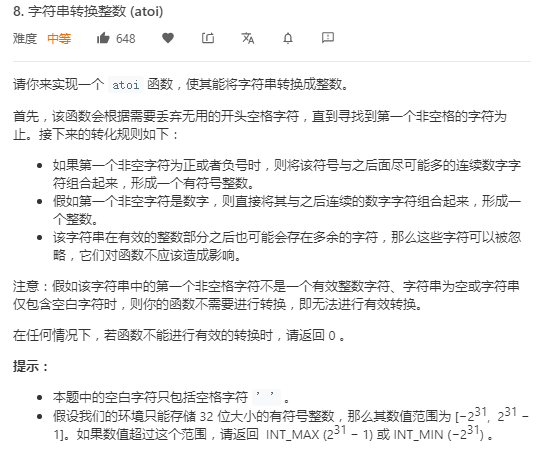 8. 字符串转换整数 (atoi)
难度 中等 648
请你来实现一个 atoi 函数，使其能将字符串转换成整数。
首先，该函数会根据需要丢弃无用的开头空格字符，直到寻找到第一个非空格的字符为
止。接下来的转化规则如下：
• 如果第一个非空字符为正或者负号时，则将该符号与之后面尽可能多的连续数字字
符组合起来，形成一个有符号整数。
• 假如第一个非空字符是数字，则直接将其与之后连续的数字字符组合起来，形成一
个整数。
• 该字符串在有效的整数部分之后也可能会存在多余的字符，那么这些字符可以被忽
略，它们对函数不应该造成影响。
注意：假如该字符串中的第一个非空格字符不是一个有效整数字符、字符串为空或字符串
仅包含空白字符时，则你的函数不需要进行转换，即无法进行有效转换。
在任何情况下，若函数不能进行有效的转换时，请返回 0 。
提示：
• 本题中的空白字符只包括空格字符 ' ' 。
• 假设我们的环境只能存储 32 位大小的有符号整数，那么其数值范围为 [−2³¹, 2³¹ −
1]。如果数值超过这个范围，请返回 INT_MAX (2³¹ − 1) 或 INT_MIN (−2³¹) 。